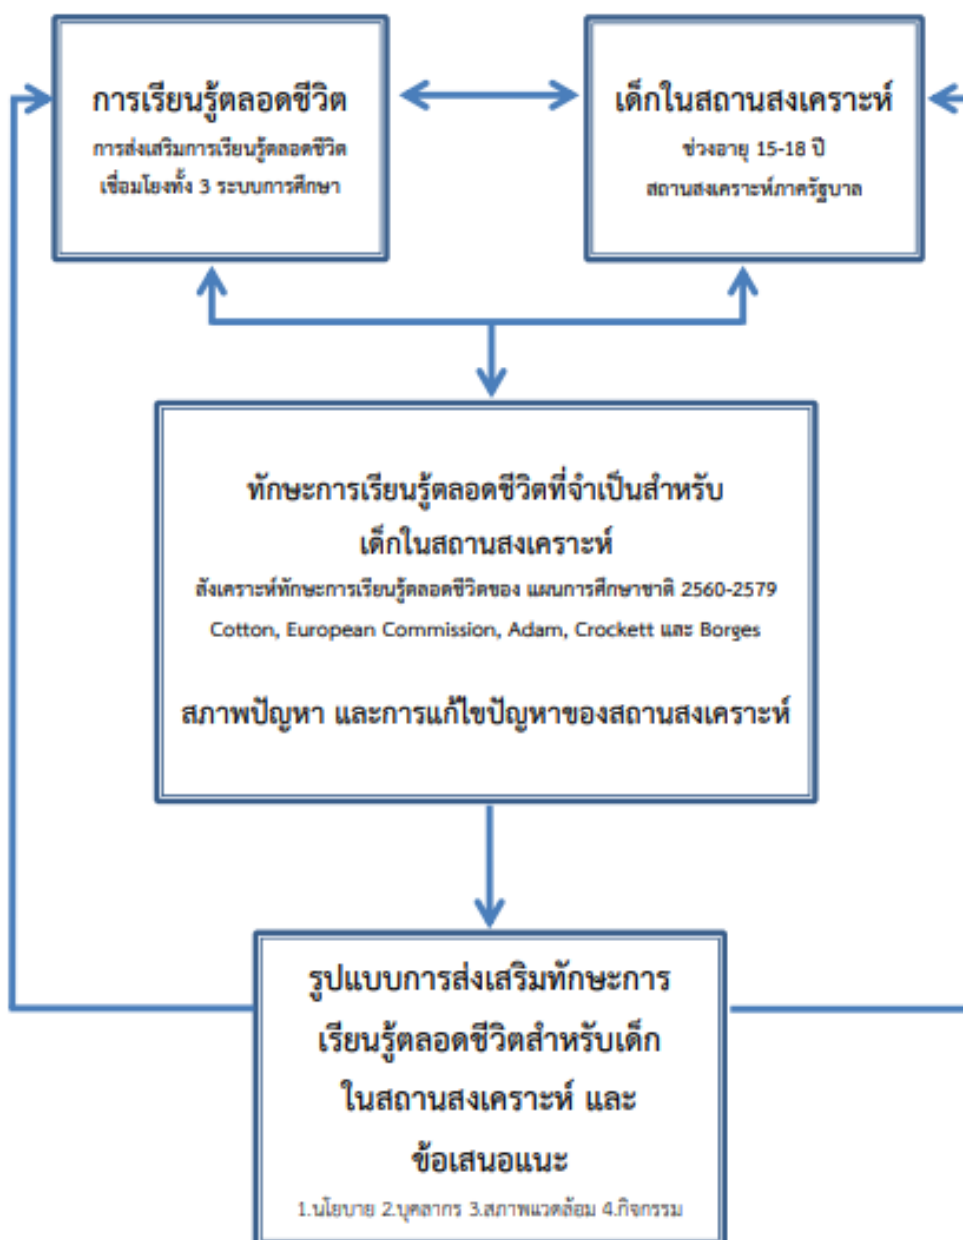 การเรียนรู้ตลอดชีวิต
การส่งเสริมการเรียนรู้ตลอดชีวิต
เชื่อมโยงทั้ง 3 ระบบการศึกษา
เด็กในสถานสงเคราะห์
ช่วงอายุ 15-18 ปี
สถานสงเคราะห์ภาครัฐบาล
ทักษะการเรียนรู้ตลอดชีวิตที่จำเป็นสำหรับ
เด็กในสถานสงเคราะห์
สังเคราะห์ทักษะการเรียนรู้ตลอดชีวิตของ แผนการศึกษาชาติ 2560-2579
Cotton, European Commission, Adam, Crockett และ Borges
สภาพปัญหา และการแก้ไขปัญหาของสถานสงเคราะห์
รูปแบบการส่งเสริมทักษะการ
เรียนรู้ตลอดชีวิตสำหรับเด็ก
ในสถานสงเคราะห์ และ
ข้อเสนอแนะ
1.นโยบาย 2.บุคลากร 3.สภาพแวดล้อม 4.กิจกรรม